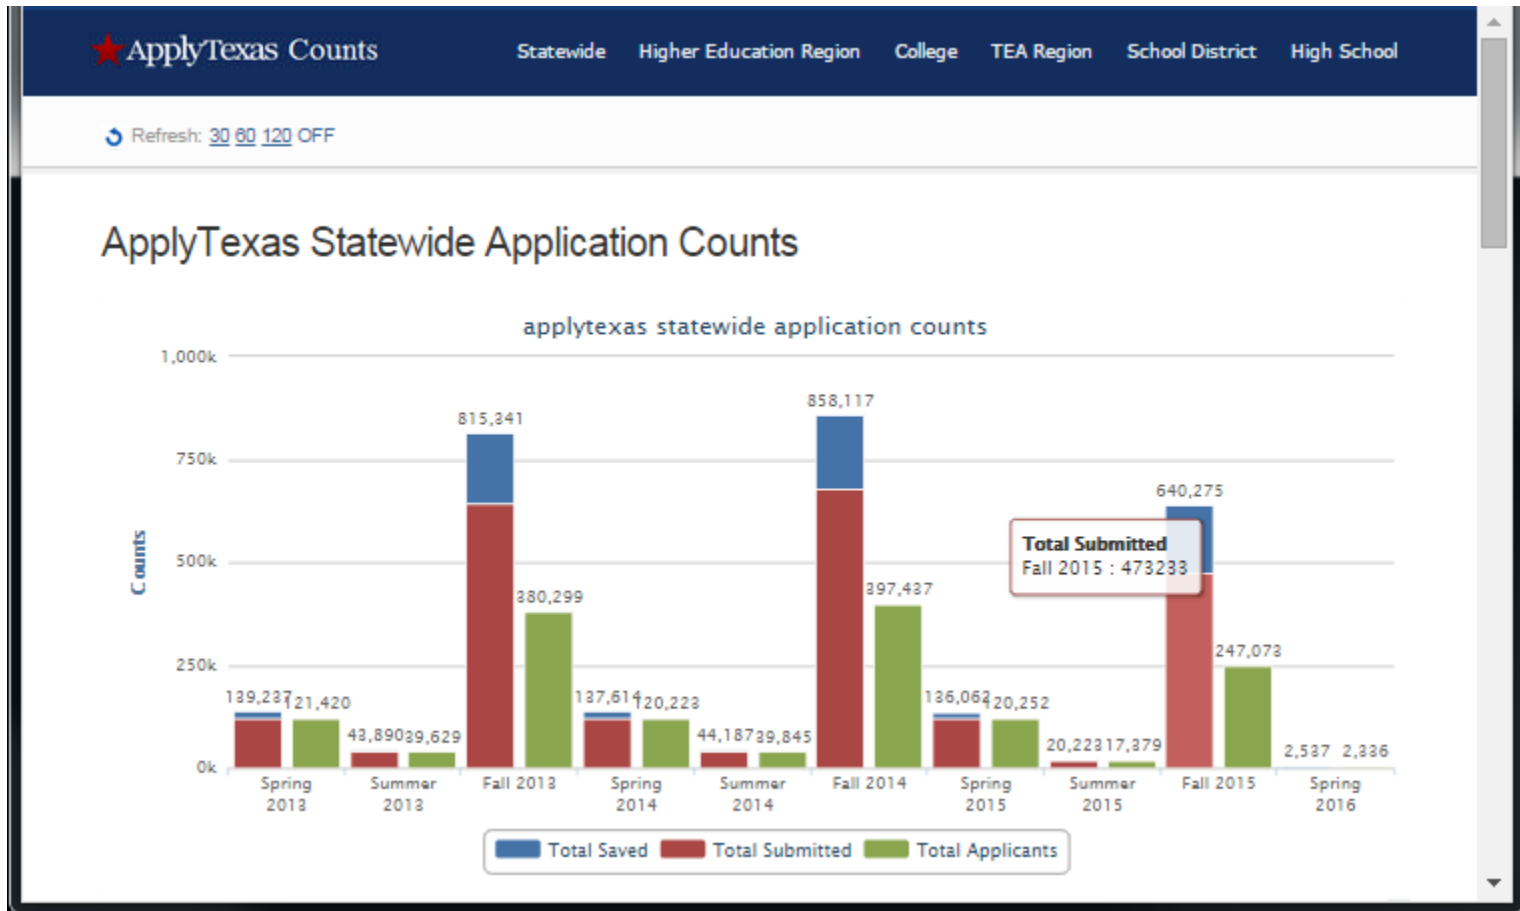 ApplyTexas Counts
Statewide Higher Education Region College TEA Region School District High School
Refresh: 30 60 120 OFF
ApplyTexas Statewide Application Counts
applytexas statewide application counts
1,000k
750k
500k
250k
0k
Counts
139,237 121,420
43,890 39,629
815,341
380,299
137,614 120,223
44,187 39,845
858,117
397,437
136,062 120,252
20,223 17,379
640,275
247,073
2,537 2,336
Total Submitted
Fall 2015 : 473233
Spring 2013
Summer 2013
Fall 2013
Spring 2014
Summer 2014
Fall 2014
Spring 2015
Summer 2015
Fall 2015
Spring 2016
Total Saved Total Submitted Total Applicants